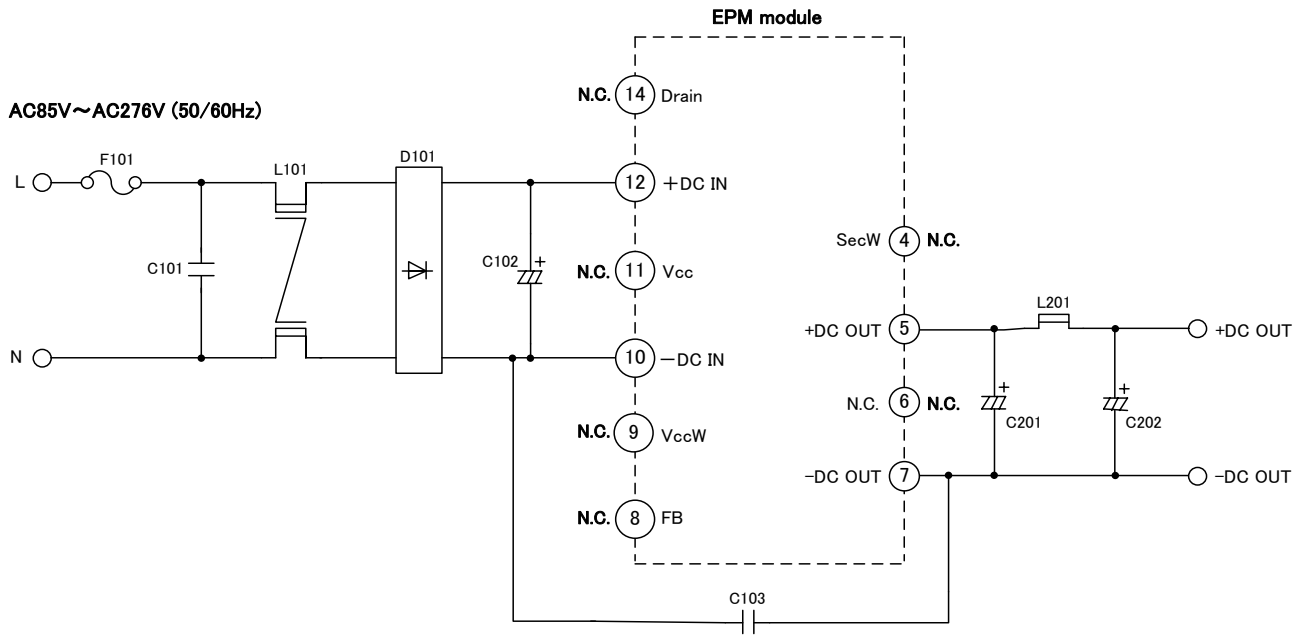 EPM module
N.C. 14 Drain
AC85V～AC276V (50/60Hz)
F101
L101
D101
L
12 ＋DC IN
C101
C102
+
N.C. 11 Vcc
SecW 4 N.C.
L201
+DC OUT 5
+DC OUT
N
10 －DC IN
N.C. 6 N.C.
+
C201
+
C202
N.C. 9 VccW
-DC OUT 7
-DC OUT
N.C. 8 FB
C103